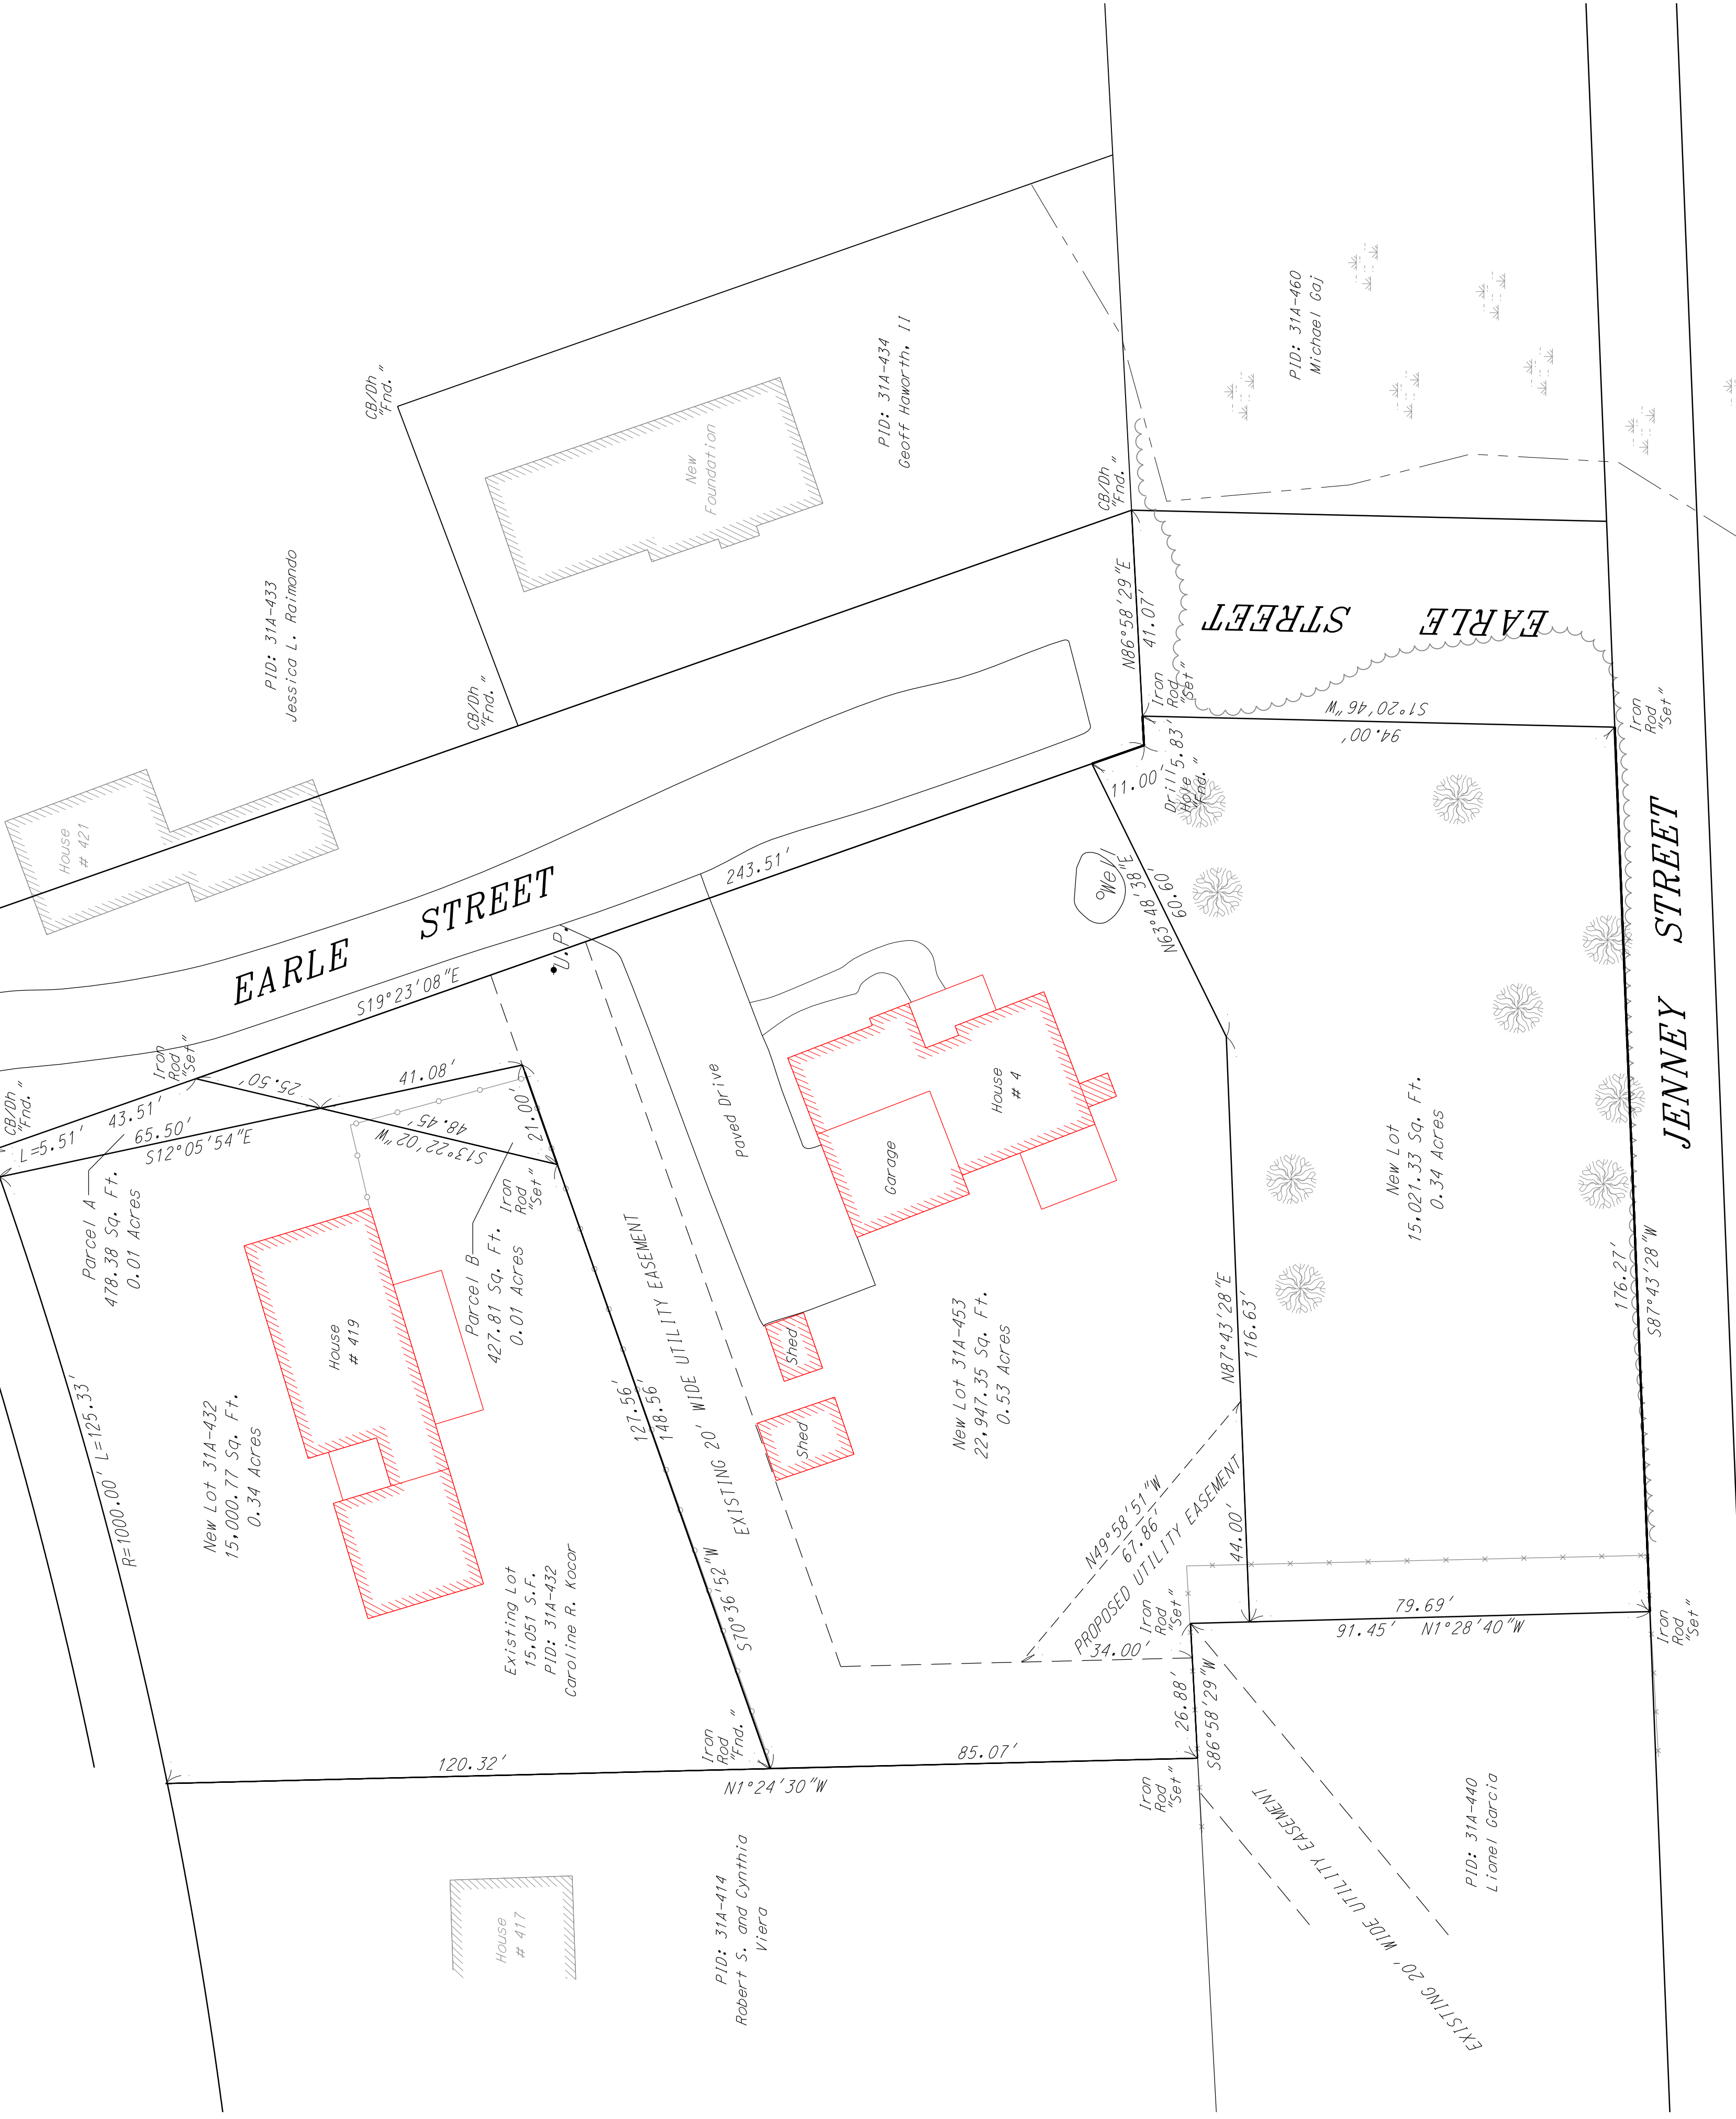 PID: 31A-433
Jessica L. Raimondo
CB/Dh
"Fnd."
CB/Dh
"Fnd."
New
Foundation
PID: 31A-434
Geoff Haworth, II
PID: 31A-460
Michael Gaj
CB/Dh
"Fnd."
House
# 421
EARLE STREET
EARLE STREET
N86°58'29"E
41.07'
Iron
Rod
"Set"
S1°20'46"W
94.00'
Iron
Rod
"Set"
5.83'
Drill
Hole
"Fnd."
11.00'
243.51'
S19°23'08"E
U.P.
Well
N63°48'38"E
60.60'
JENNEY STREET
CB/Dh
"Fnd."
L=5.51'
43.51'
65.50'
S12°05'54"E
Iron
Rod
"Set"
25.50'
41.08'
48.45'
S13°22'02"W
21.00'
Iron
Rod
"Set"
Parcel A
478.38 Sq. Ft.
0.01 Acres
Parcel B
427.81 Sq. Ft.
0.01 Acres
paved Drive
House
# 4
Garage
Shed
Shed
House
# 419
R=1000.00' L=125.33'
New Lot 31A-432
15,000.77 Sq. Ft.
0.34 Acres
Existing Lot
15,051 S.F.
PID: 31A-432
Caroline R. Kocor
127.56'
148.56'
S70°36'52"W
EXISTING 20' WIDE UTILITY EASEMENT
New Lot 31A-453
22,947.35 Sq. Ft.
0.53 Acres
New Lot
15,021.33 Sq. Ft.
0.34 Acres
N87°43'28"E
116.63'
176.27'
S87°43'28"W
N49°58'51"W
67.86'
PROPOSED UTILITY EASEMENT
44.00'
34.00'
Iron
Rod
"Set"
79.69'
91.45' N1°28'40"W
Iron
Rod
"Set"
26.88'
S86°58'29"W
Iron
Rod
"Fnd."
120.32'
85.07'
N1°24'30"W
Iron
Rod
"Set"
EXISTING 20' WIDE UTILITY EASEMENT
House
# 417
PID: 31A-414
Robert S. and Cynthia
Viera
PID: 31A-440
Lionel Garcia